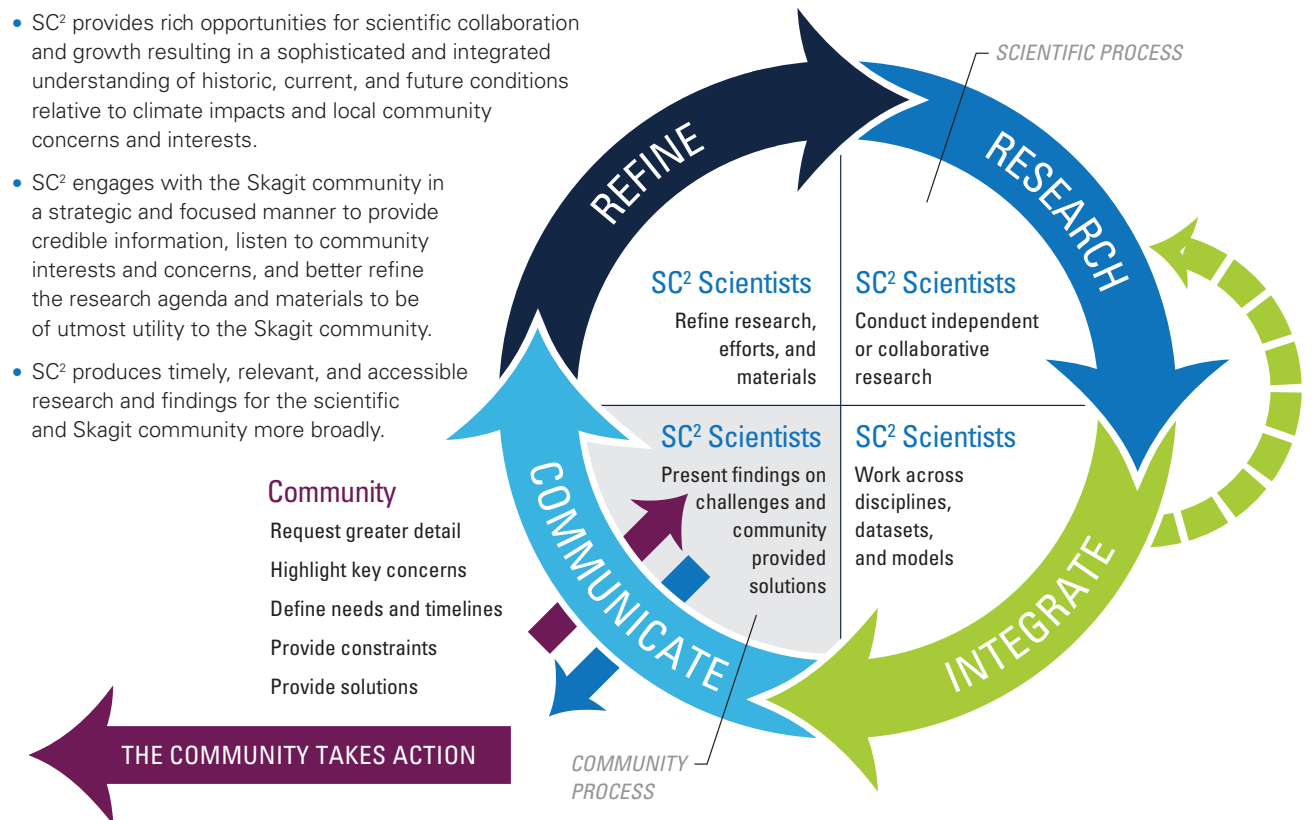 • SC² provides rich opportunities for scientific collaboration
and growth resulting in a sophisticated and integrated
understanding of historic, current, and future conditions
relative to climate impacts and local community
concerns and interests.
• SC² engages with the Skagit community in
a strategic and focused manner to provide
credible information, listen to community
interests and concerns, and better refine
the research agenda and materials to be
of utmost utility to the Skagit community.
• SC² produces timely, relevant, and accessible
research and findings for the scientific
and Skagit community more broadly.
SCIENTIFIC PROCESS
REFINE
RESEARCH
SC² Scientists
Refine research,
efforts, and
materials
SC² Scientists
Conduct independent
or collaborative
research
SC² Scientists
Present findings on
challenges and
community
provided
solutions
SC² Scientists
Work across
disciplines,
datasets,
and models
COMMUNICATE
INTEGRATE
Community
Request greater detail
Highlight key concerns
Define needs and timelines
Provide constraints
Provide solutions
THE COMMUNITY TAKES ACTION
COMMUNITY
PROCESS